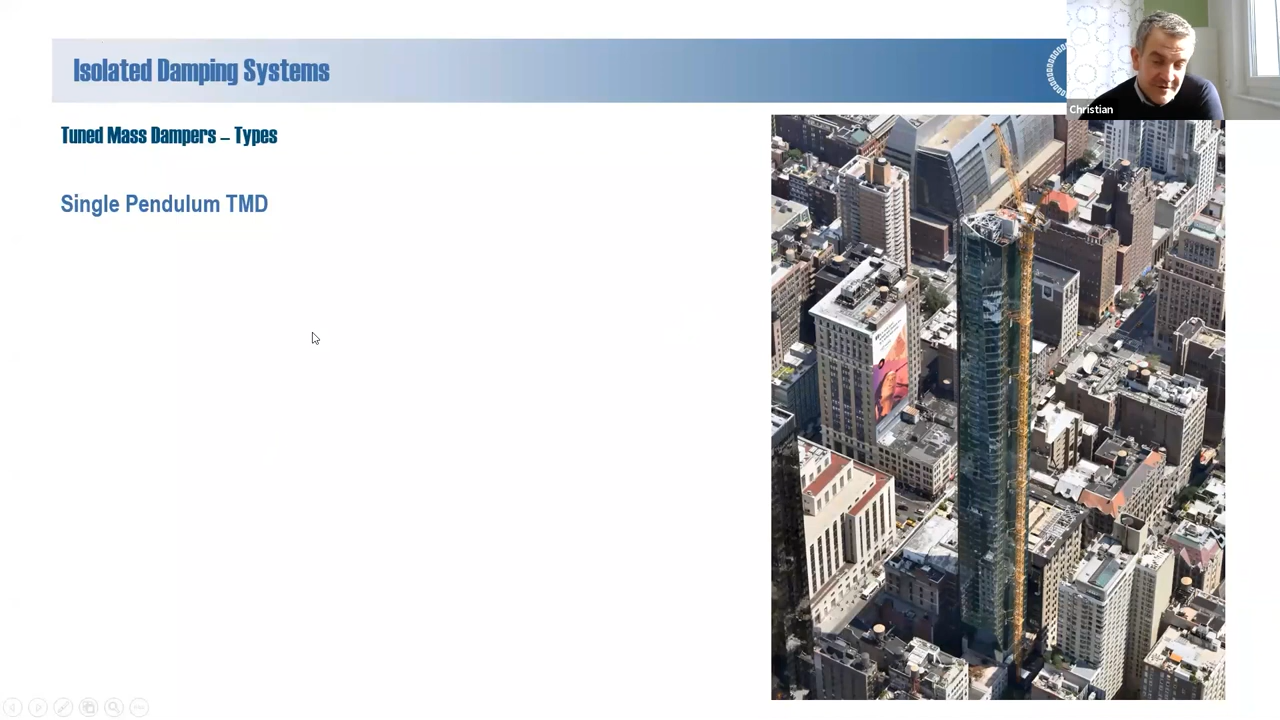 Isolated Damping Systems
Christian
Tuned Mass Dampers – Types
Single Pendulum TMD